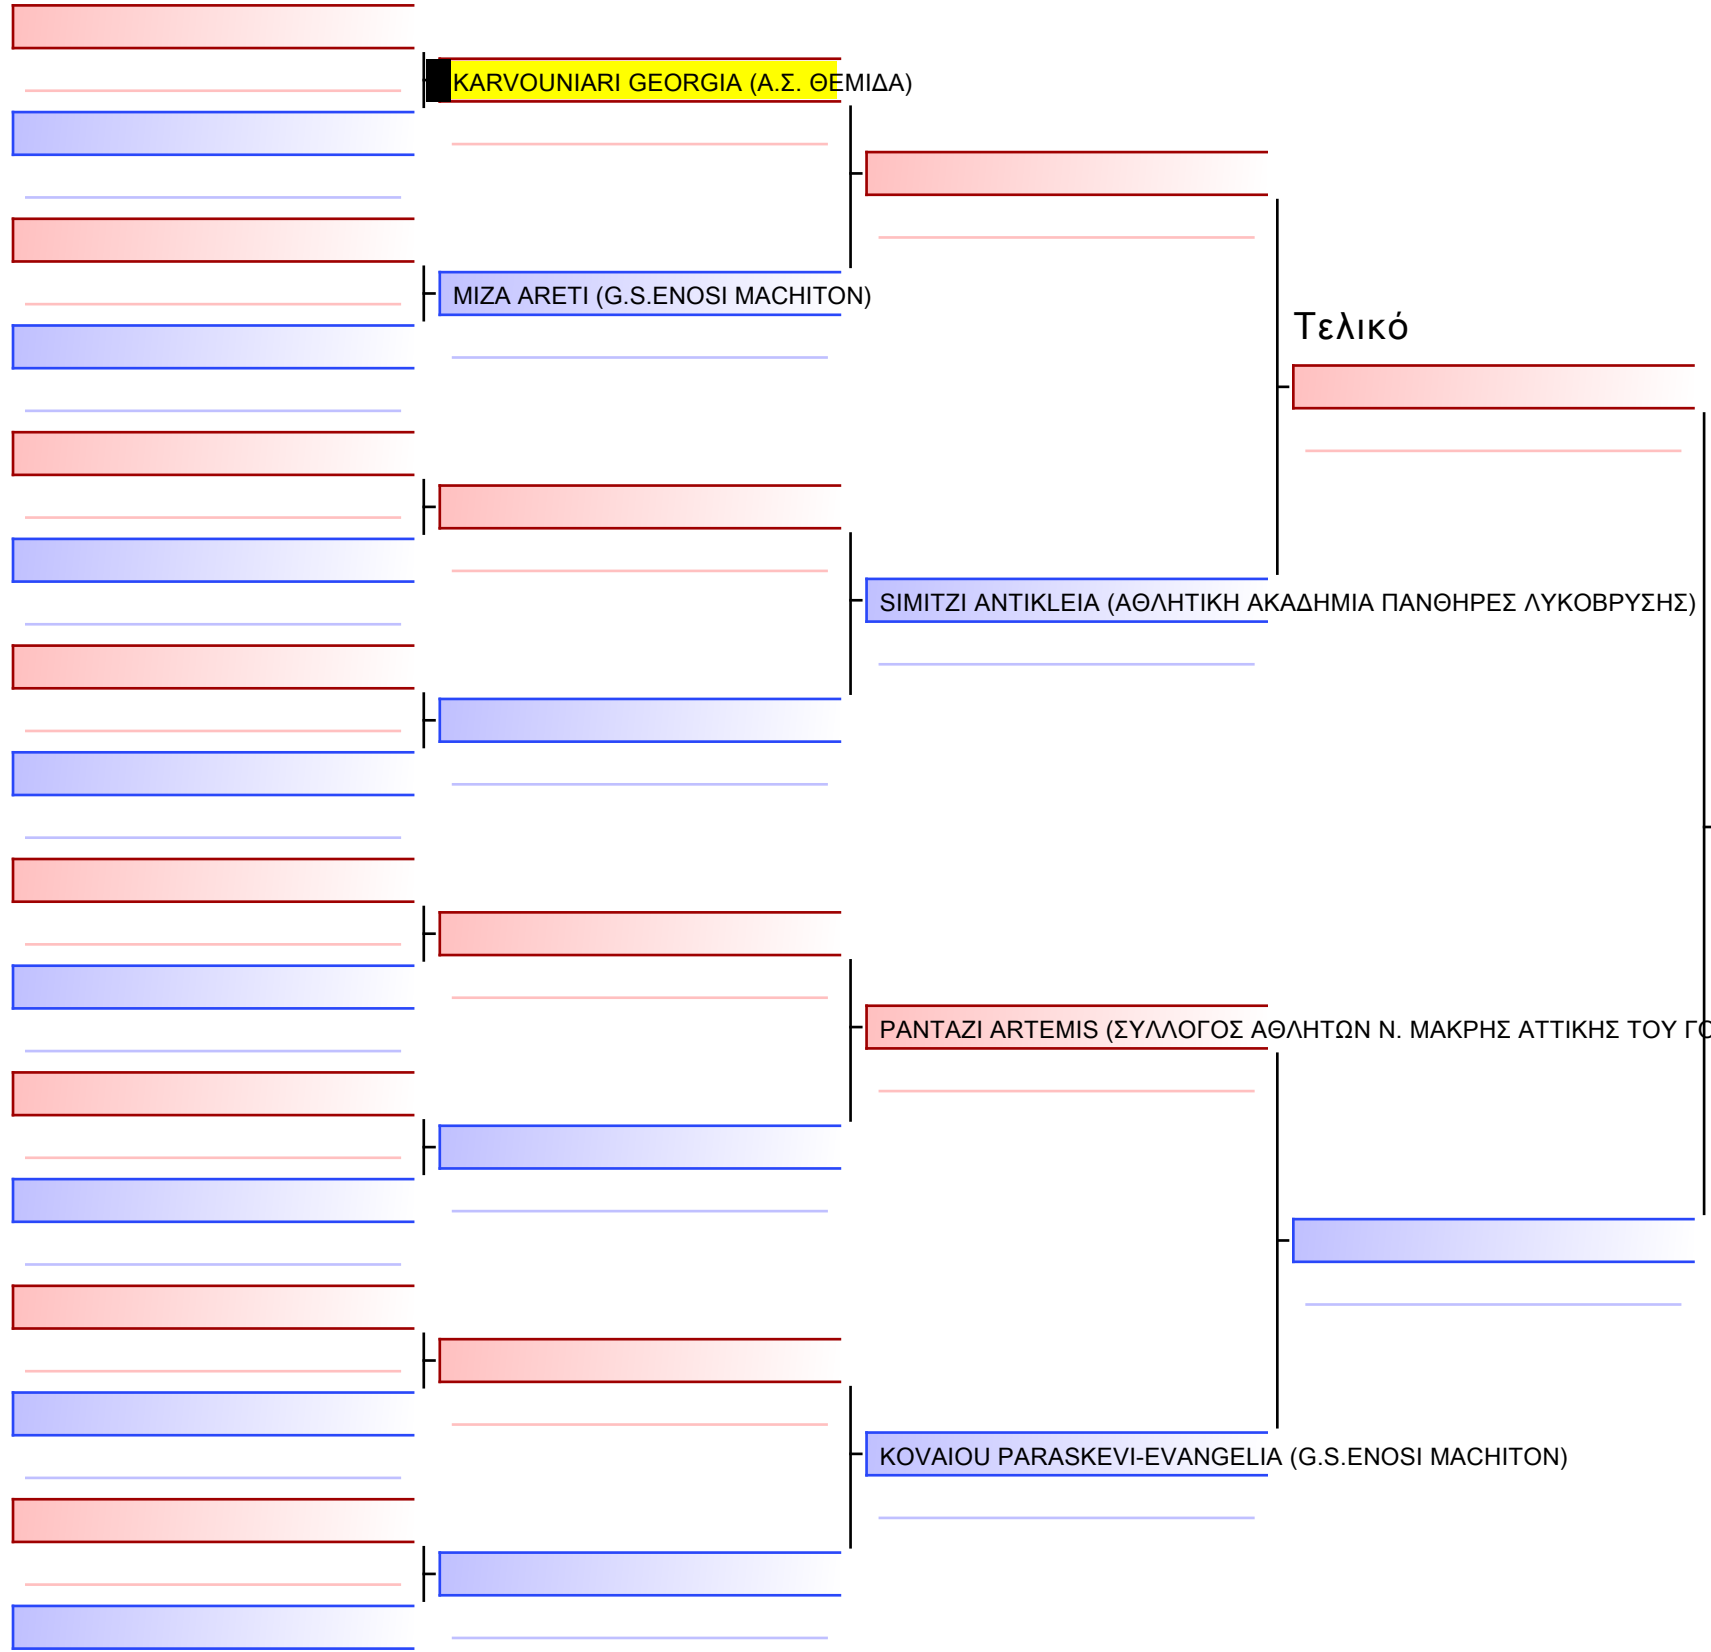 KARVOUNIARI GEORGIA (Α.Σ. ΘΕΜΙΔΑ)
MIZA ARETI (G.S.ENOSI MACHITON)
Τελικό
SIMITZI ANTIKLEIA (ΑΘΛΗΤΙΚΗ ΑΚΑΔΗΜΙΑ ΠΑΝΘΗΡΕΣ ΛΥΚΟΒΡΥΣΗΣ)
PANTAZI ARTEMIS (ΣΥΛΛΟΓΟΣ ΑΘΛΗΤΩΝ Ν. ΜΑΚΡΗΣ ΑΤΤΙΚΗΣ ΤΟΥ
KOVAIOU PARASKEVI-EVANGELIA (G.S.ENOSI MACHITON)